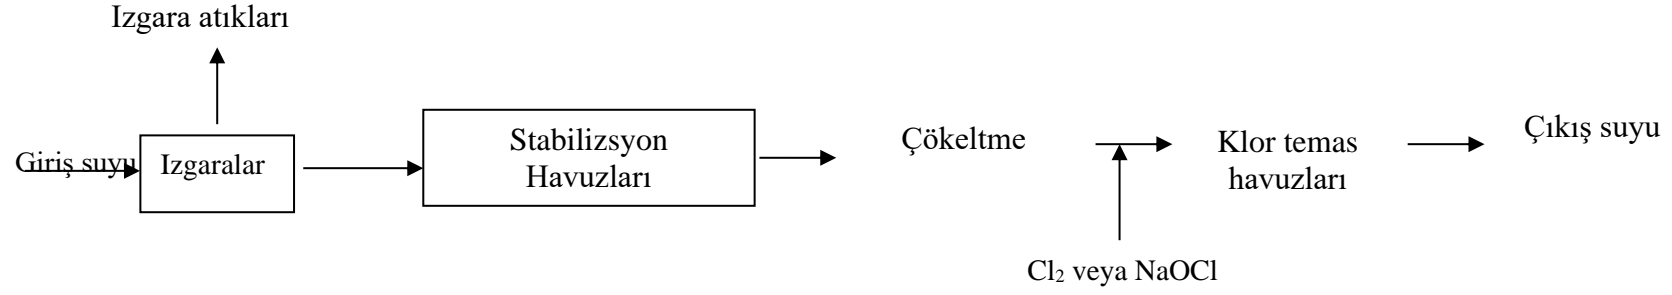 Izgara atıkları
Giriş suyu
Izgaralar
Stabilizsyon
Havuzları
Çökeltme
Klor temas
havuzları
Çıkış suyu
Cl₂ veya NaOCl